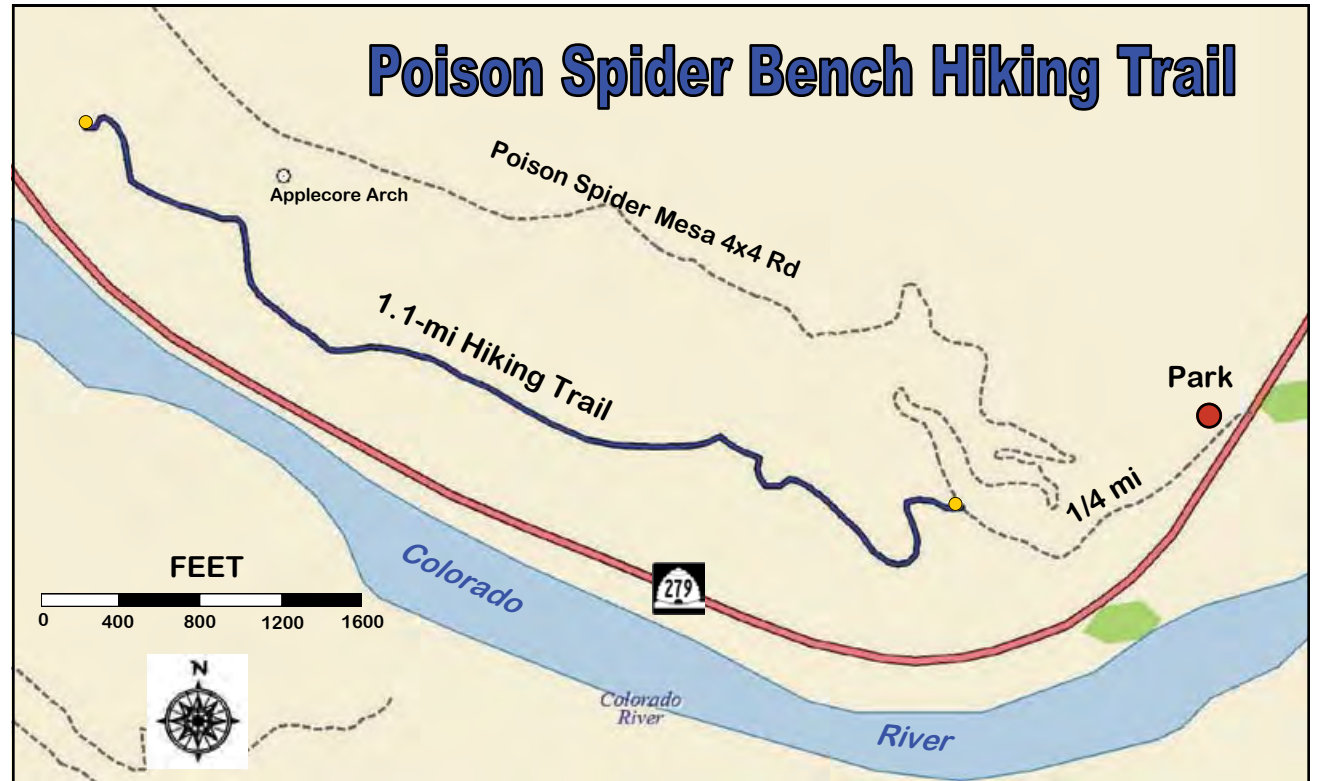 Poison Spider Bench Hiking Trail
Poison Spider Mesa 4x4 Rd
Applecore Arch
1.1-mi Hiking Trail
Park
1/4 mi
FEET
0 400 800 1200 1600
Colorado
279
N
Colorado
River
River